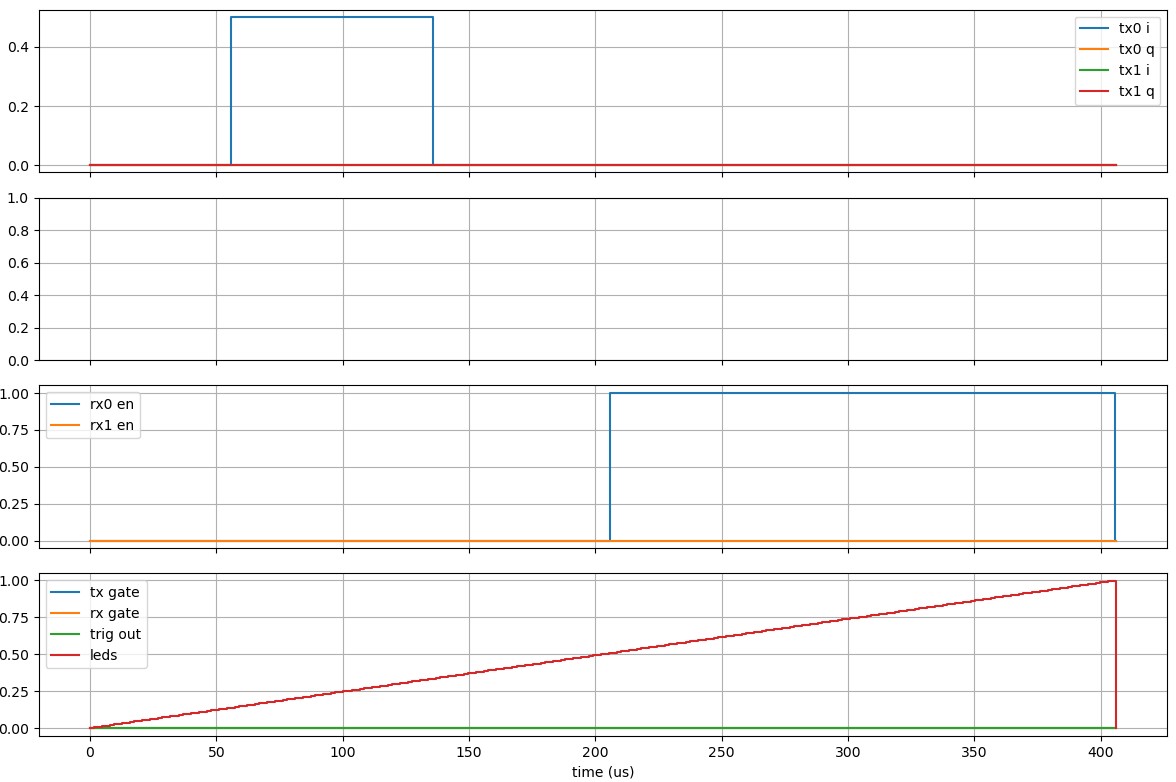 0.4
0.2
0.0
tx0 i
tx0 q
tx1 i
tx1 q
1.0
0.8
0.6
0.4
0.2
0.0
1.00
0.75
0.50
0.25
0.00
rx0 en
rx1 en
1.00
0.75
0.50
0.25
0.00
tx gate
rx gate
trig out
leds
0 50 100 150 200 250 300 350 400
time (us)